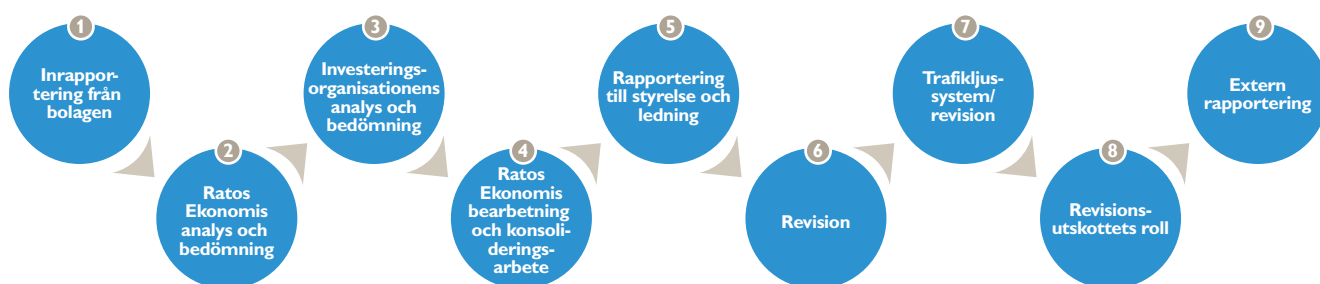 1
Inrappor-
tering från
bolagen
2
Ratos
Ekonomis
analys och
bedömning
3
Investerings-
organisationens
analys och
bedömning
4
Ratos
Ekonomis
bearbetning
och konsoli-
derings-
arbete
5
Rapportering
till styrelse och
ledning
6
Revision
7
Trafikljus-
system/
revision
8
Revisions-
utskottets roll
9
Extern
rapportering